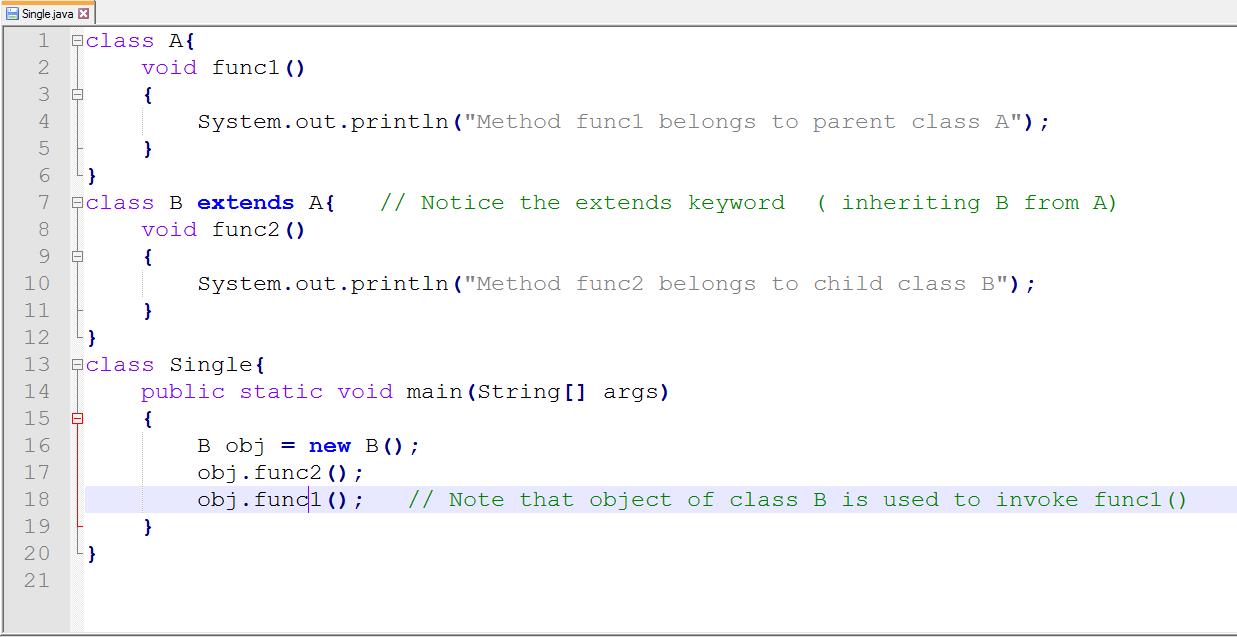 Single.java
1 class A{
2 void func1()
3 {
4 System.out.println("Method func1 belongs to parent class A");
5 }
6 }
7 class B extends A{ // Notice the extends keyword ( inheriting B from A)
8 void func2()
9 {
10 System.out.println("Method func2 belongs to child class B");
11 }
12 }
13 class Single{
14 public static void main(String[] args)
15 {
16 B obj = new B();
17 obj.func2();
18 obj.func1(); // Note that object of class B is used to invoke func1()
19 }
20 }
21